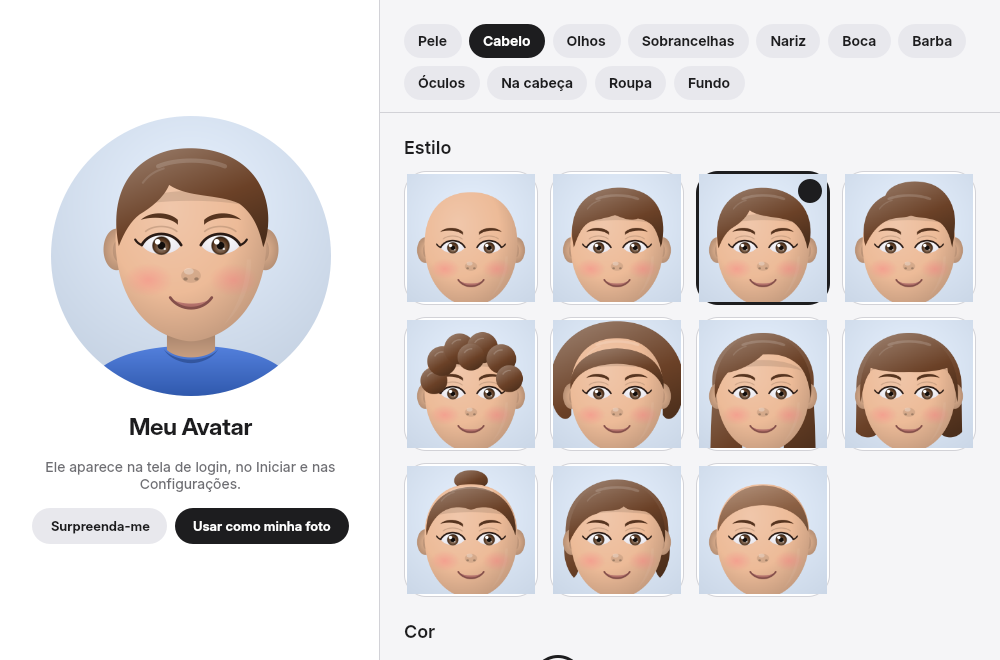 Pele Cabelo Olhos Sobrancelhas Nariz Boca Barba
Óculos Na cabeça Roupa Fundo
Estilo
Meu Avatar
Ele aparece na tela de login, no Iniciar e nas
Configurações.
Surpreenda-me Usar como minha foto
Cor